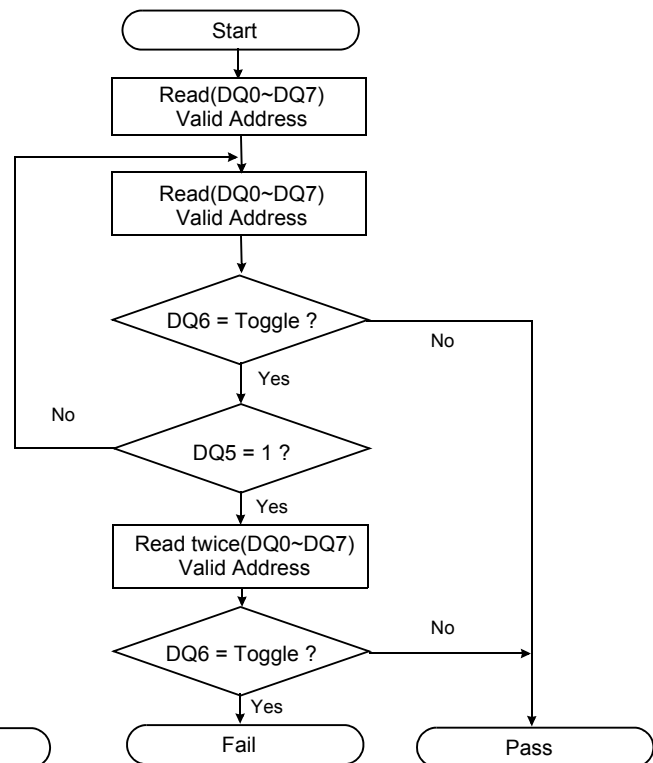 Start
Read(DQ0~DQ7)
Valid Address
Read(DQ0~DQ7)
Valid Address
DQ6 = Toggle ?
No
Yes
No
DQ5 = 1 ?
Yes
Read twice(DQ0~DQ7)
Valid Address
No
DQ6 = Toggle ?
Yes
Fail
Pass